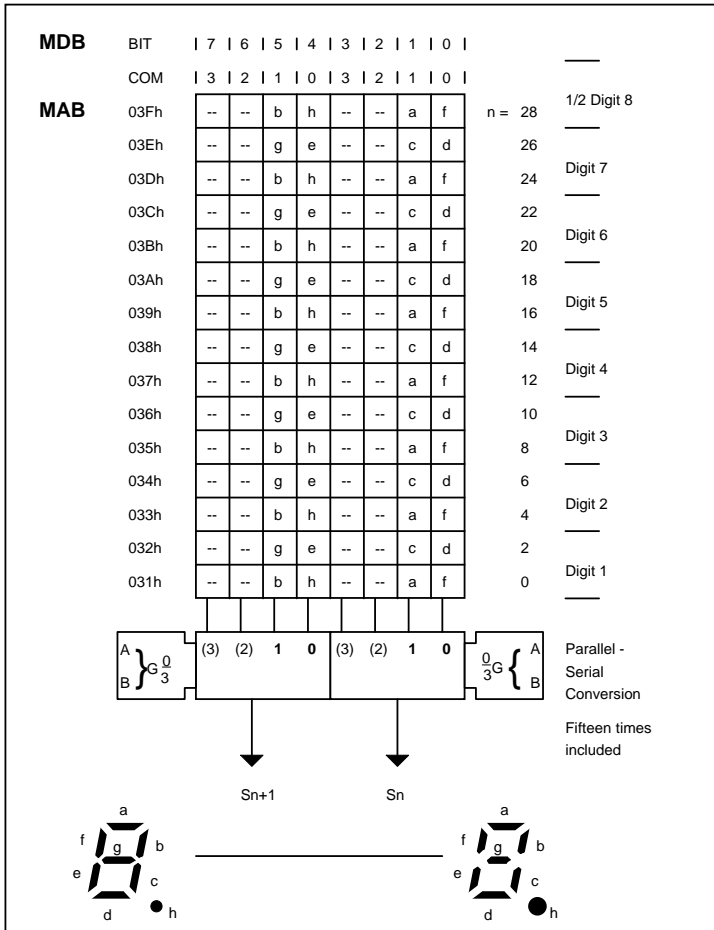 MDB BIT | 7 | 6 | 5 | 4 | 3 | 2 | 1 | 0 |
COM | 3 | 2 | 1 | 0 | 3 | 2 | 1 | 0 |
MAB 03Fh -- -- b h -- -- a f n = 28 1/2 Digit 8
03Eh -- -- g e -- -- c d 26
Digit 7
03Dh -- -- b h -- -- a f 24
03Ch -- -- g e -- -- c d 22
Digit 6
03Bh -- -- b h -- -- a f 20
03Ah -- -- g e -- -- c d 18
Digit 5
039h -- -- b h -- -- a f 16
038h -- -- g e -- -- c d 14
Digit 4
037h -- -- b h -- -- a f 12
036h -- -- g e -- -- c d 10
Digit 3
035h -- -- b h -- -- a f 8
034h -- -- g e -- -- c d 6
Digit 2
033h -- -- b h -- -- a f 4
032h -- -- g e -- -- c d 2
Digit 1
031h -- -- b h -- -- a f 0
A B } G 0/3 (3) (2) 1 0 (3) (2) 1 0 0/3 G { A B
Parallel -
Serial
Conversion
Fifteen times
included
Sn+1 Sn
a a
f g b f g b
e c e c
d h d h